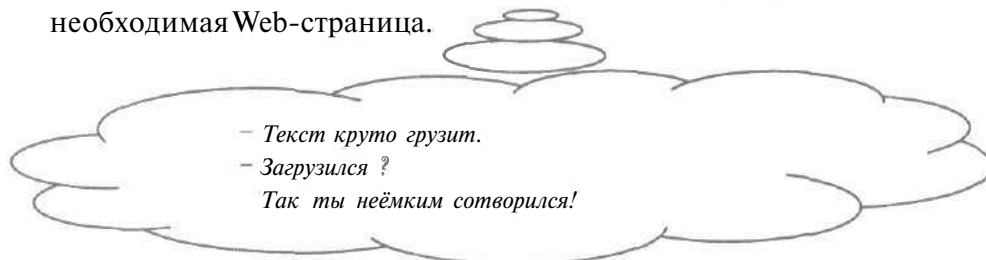 необходимая Web-страница.
– Текст круто грузит.
– Загрузился ?
Так ты неёмким сотворился!